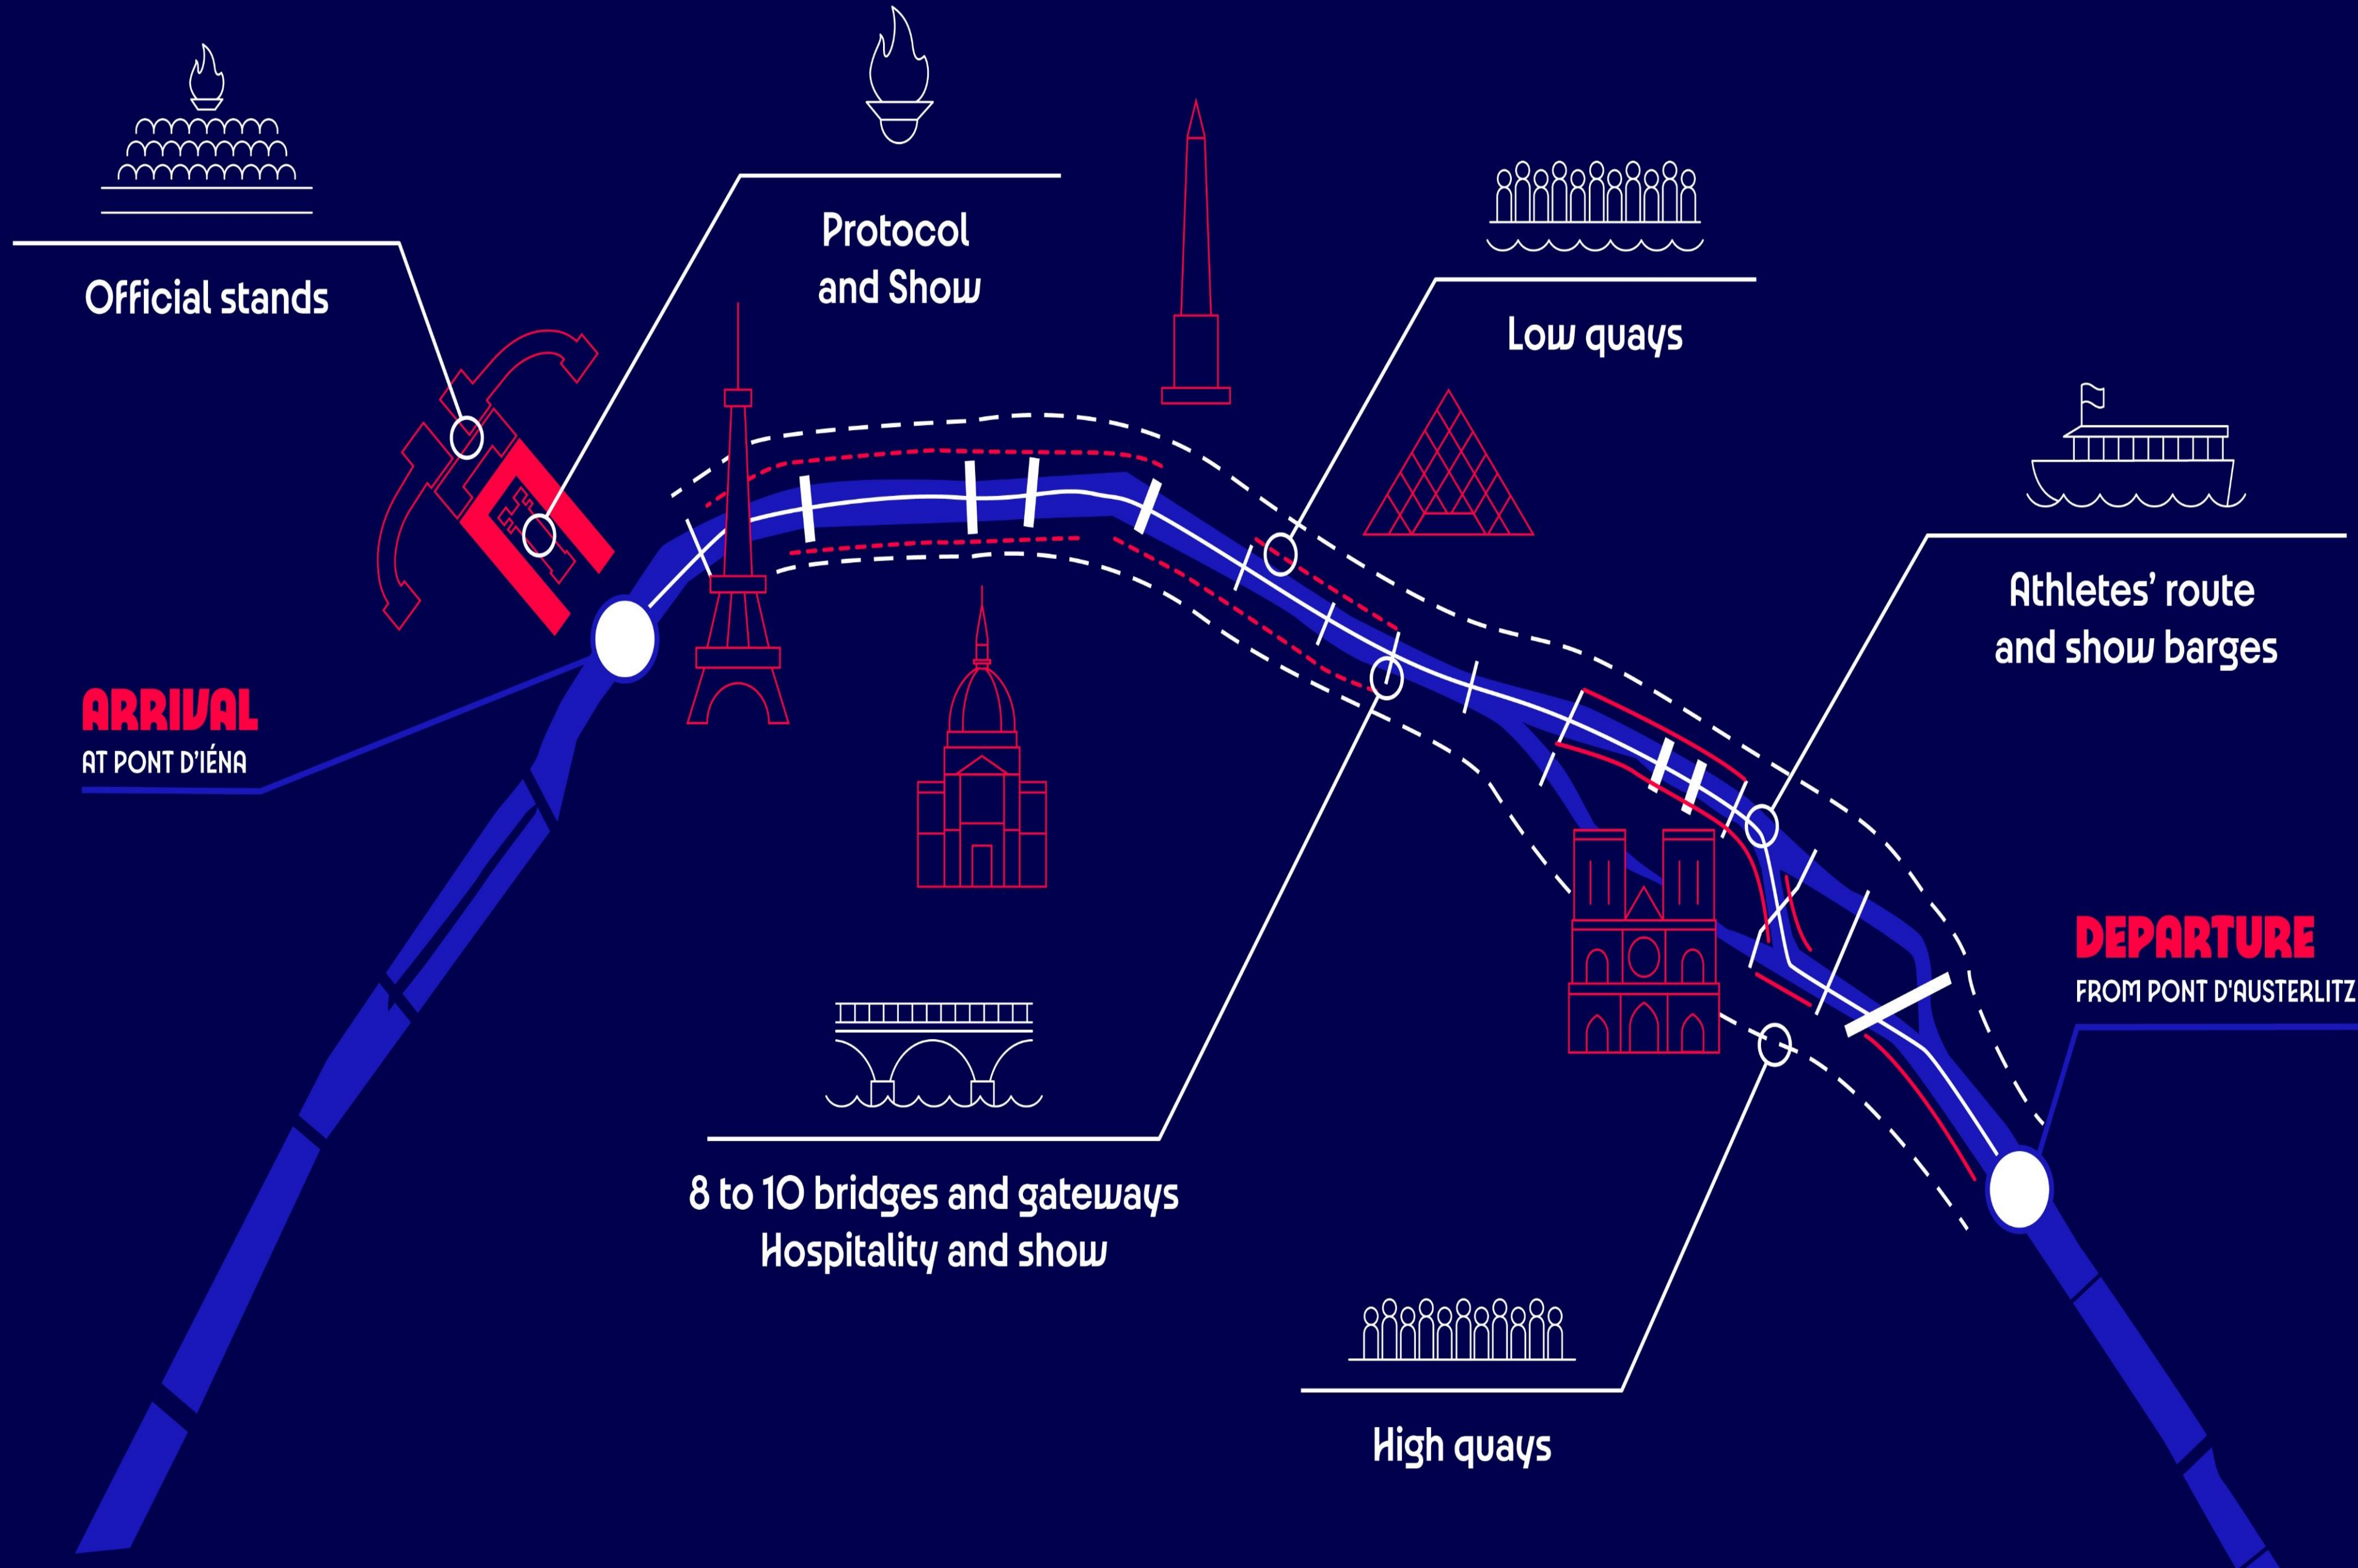 Official stands
Protocol
and Show
Low quays
Athletes' route
and show barges
ARRIVAL
AT PONT D'IÉNA
DEPARTURE
FROM PONT D'AUSTERLITZ
8 to 10 bridges and gateways
Hospitality and show
High quays